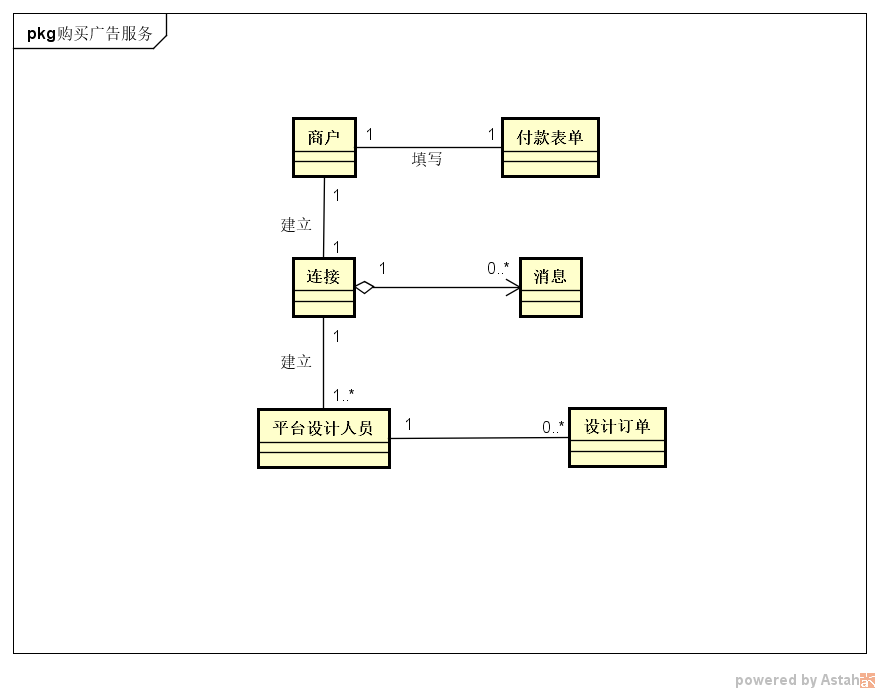 pkg购买广告服务
商户
1
1
付款表单
填写
1
建立
1
连接
1
0..*
消息
1
建立
1..*
平台设计人员
1
0..*
设计订单
powered by Astah